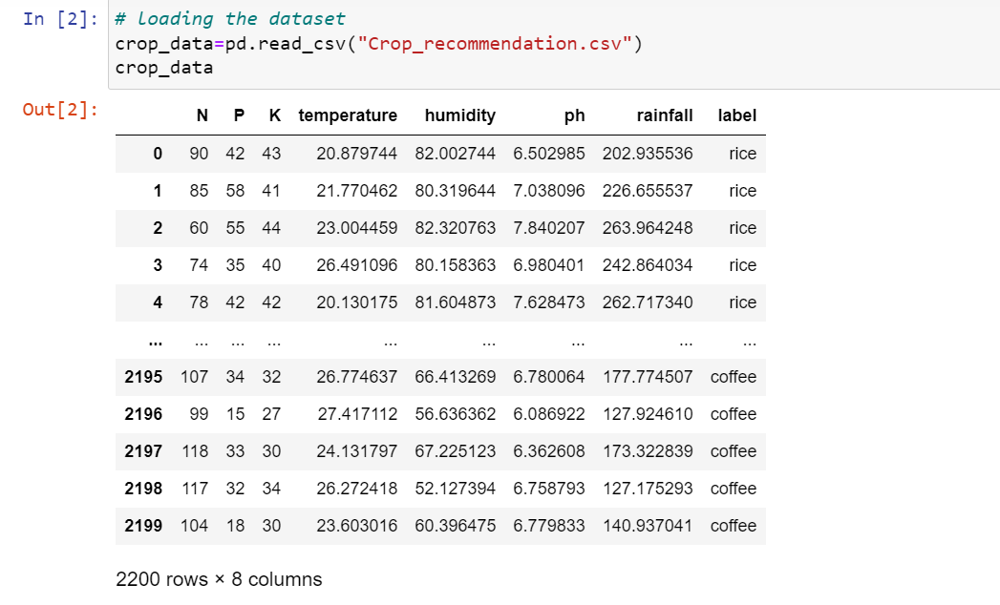 In [2]: # loading the dataset
crop_data=pd.read_csv("Crop_recommendation.csv")
crop_data
Out[2]:
N P K temperature humidity ph rainfall label
0 90 42 43 20.879744 82.002744 6.502985 202.935536 rice
1 85 58 41 21.770462 80.319644 7.038096 226.655537 rice
2 60 55 44 23.004459 82.320763 7.840207 263.964248 rice
3 74 35 40 26.491096 80.158363 6.980401 242.864034 rice
4 78 42 42 20.130175 81.604873 7.628473 262.717340 rice
... ... ... ... ... ... ... ... ...
2195 107 34 32 26.774637 66.413269 6.780064 177.774507 coffee
2196 99 15 27 27.417112 56.636362 6.086922 127.924610 coffee
2197 118 33 30 24.131797 67.225123 6.362608 173.322839 coffee
2198 117 32 34 26.272418 52.127394 6.758793 127.175293 coffee
2199 104 18 30 23.603016 60.396475 6.779833 140.937041 coffee
2200 rows × 8 columns